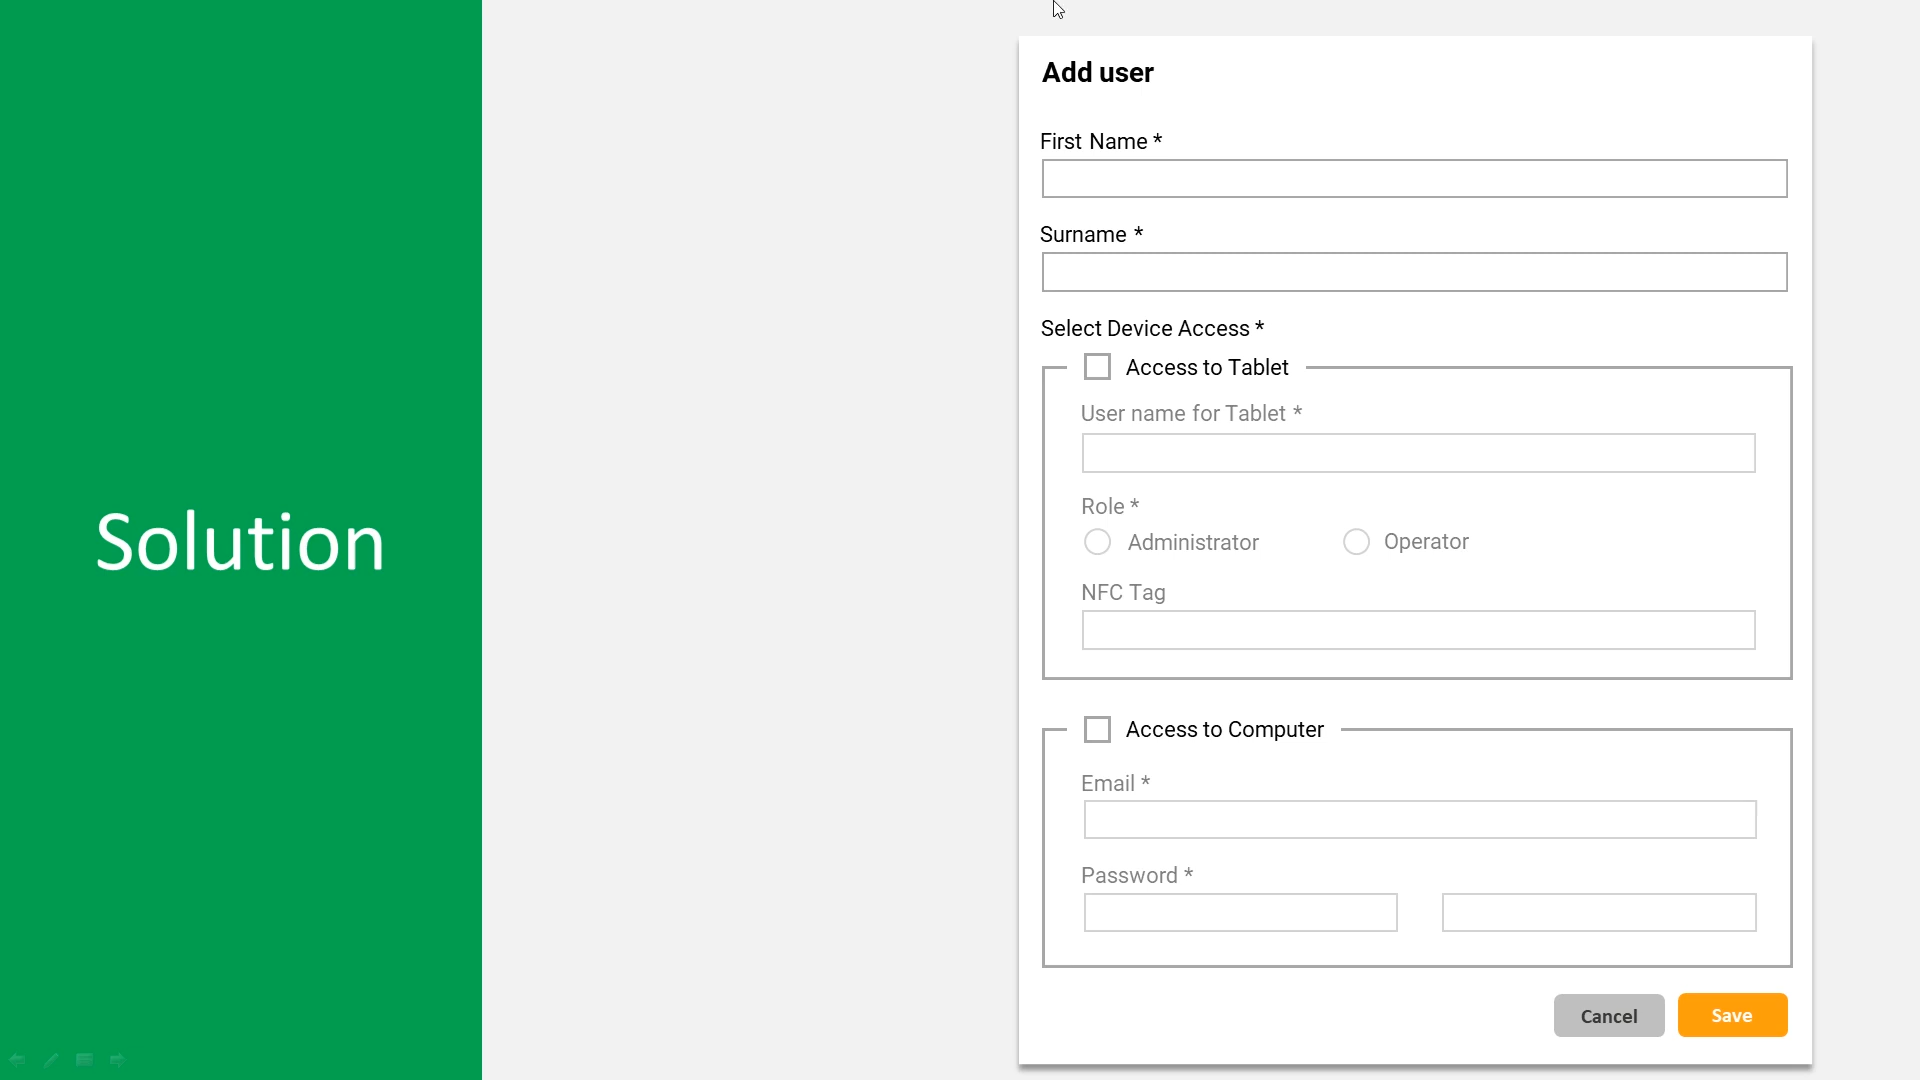 Solution
Add user
First Name *
Surname *
Select Device Access *
Access to Tablet
User name for Tablet *
Role *
Administrator Operator
NFC Tag
Access to Computer
Email *
Password *
Cancel Save